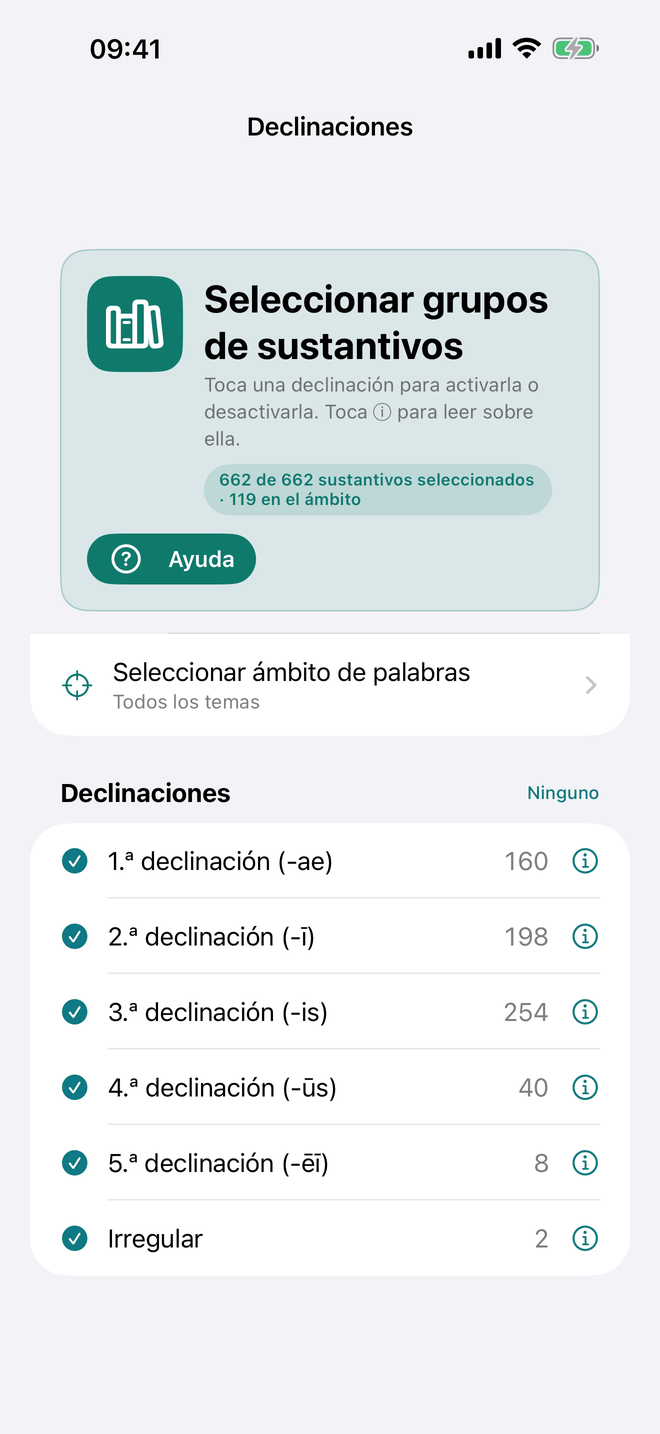 09:41
Declinaciones
Seleccionar grupos
de sustantivos
Toca una declinación para activarla o
desactivarla. Toca ⓘ para leer sobre
ella.
662 de 662 sustantivos seleccionados
· 119 en el ámbito
Ayuda
Seleccionar ámbito de palabras
Todos los temas
Declinaciones
Ninguno
1.ª declinación (-ae) 160
2.ª declinación (-ī) 198
3.ª declinación (-is) 254
4.ª declinación (-ūs) 40
5.ª declinación (-ēī) 8
Irregular 2